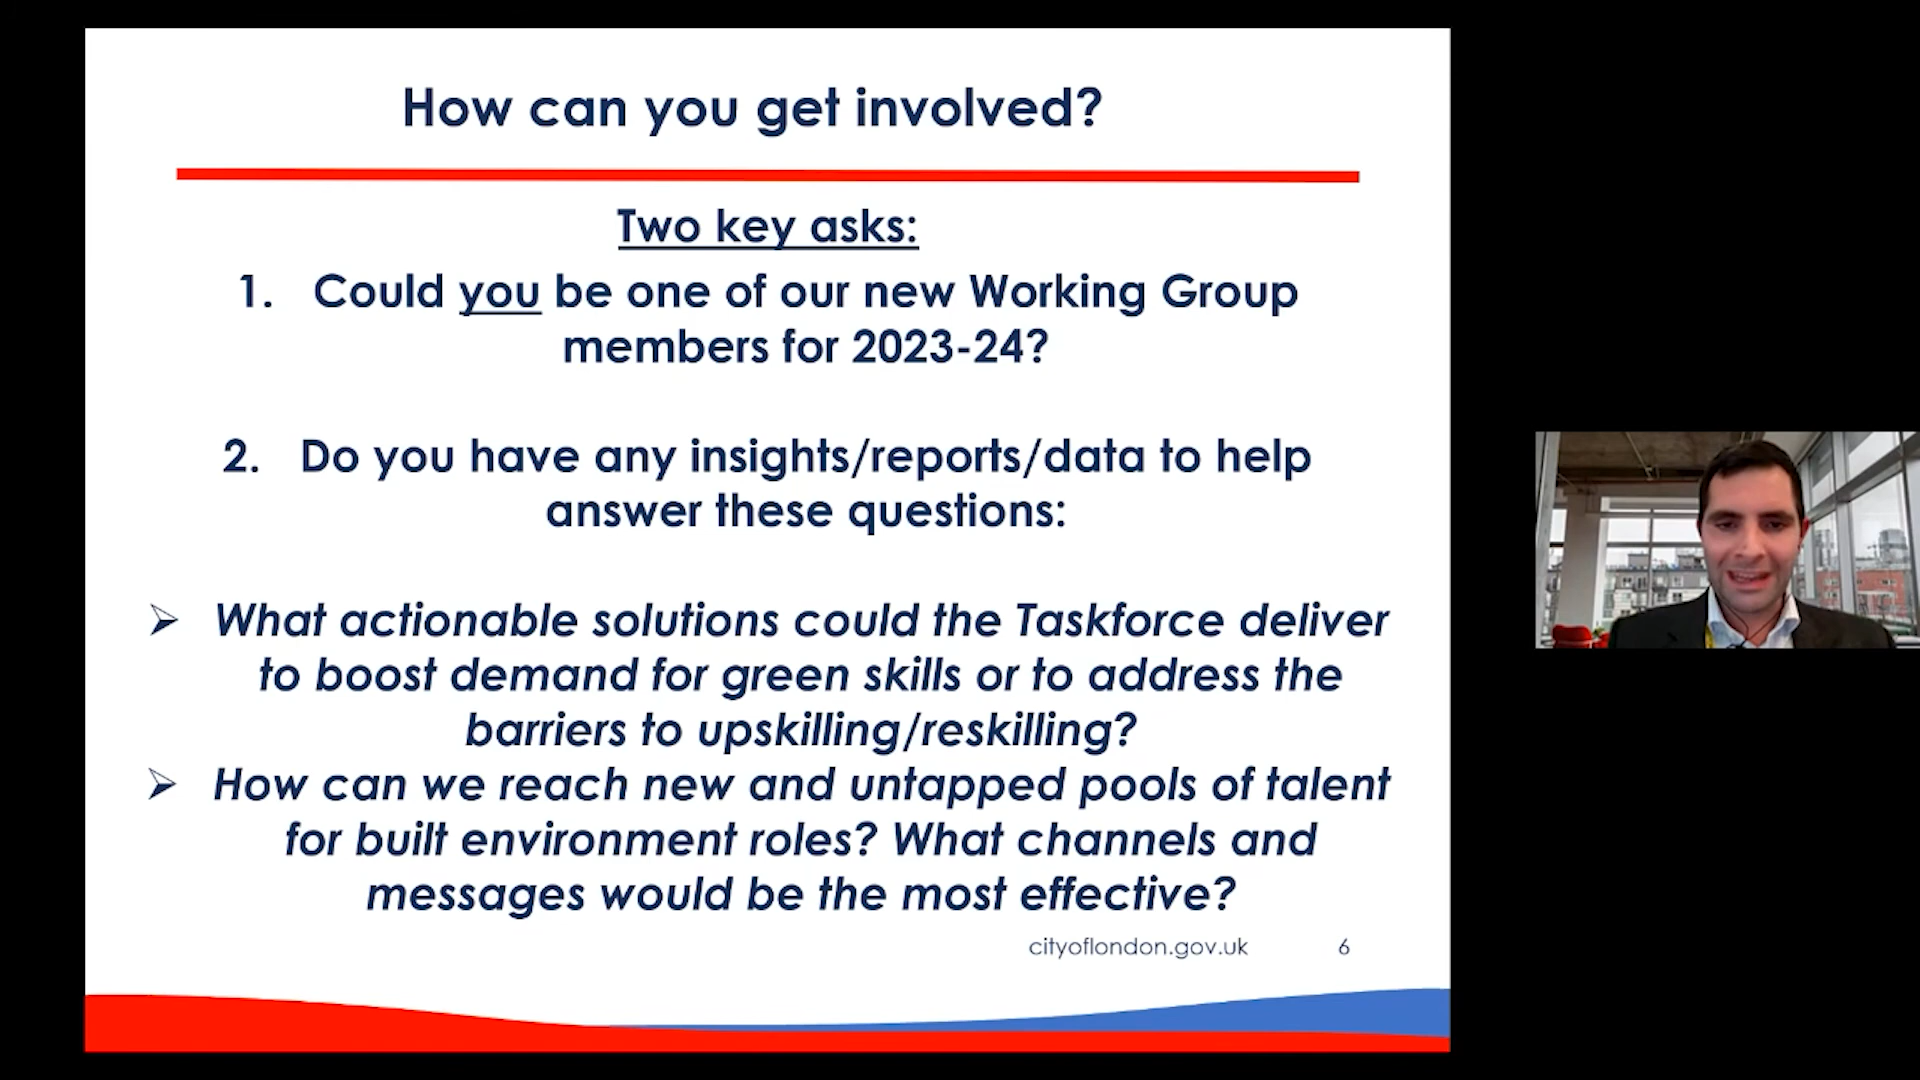 How can you get involved?
Two key asks:
1. Could you be one of our new Working Group
members for 2023-24?
2. Do you have any insights/reports/data to help
answer these questions:
➢ What actionable solutions could the Taskforce deliver
to boost demand for green skills or to address the
barriers to upskilling/reskilling?
➢ How can we reach new and untapped pools of talent
for built environment roles? What channels and
messages would be the most effective?
cityoflondon.gov.uk 6